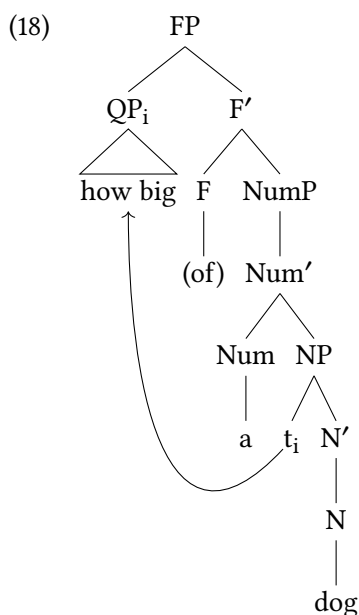 (18) FP
QPᵢ F′
how big F NumP
(of) Num′
Num NP
a tᵢ N′
N
dog